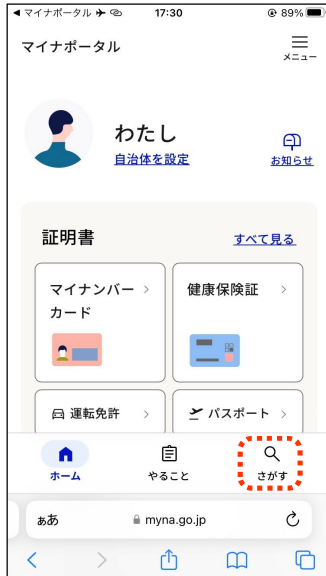 ◀マイナポータル 17:30 89%
マイナポータル
メニュー
わたし
自治体を設定
お知らせ
証明書
すべて見る
マイナンバーカード
健康保険証
運転免許
パスポート
ホーム
やること
さがす
ぁあ
myna.go.jp